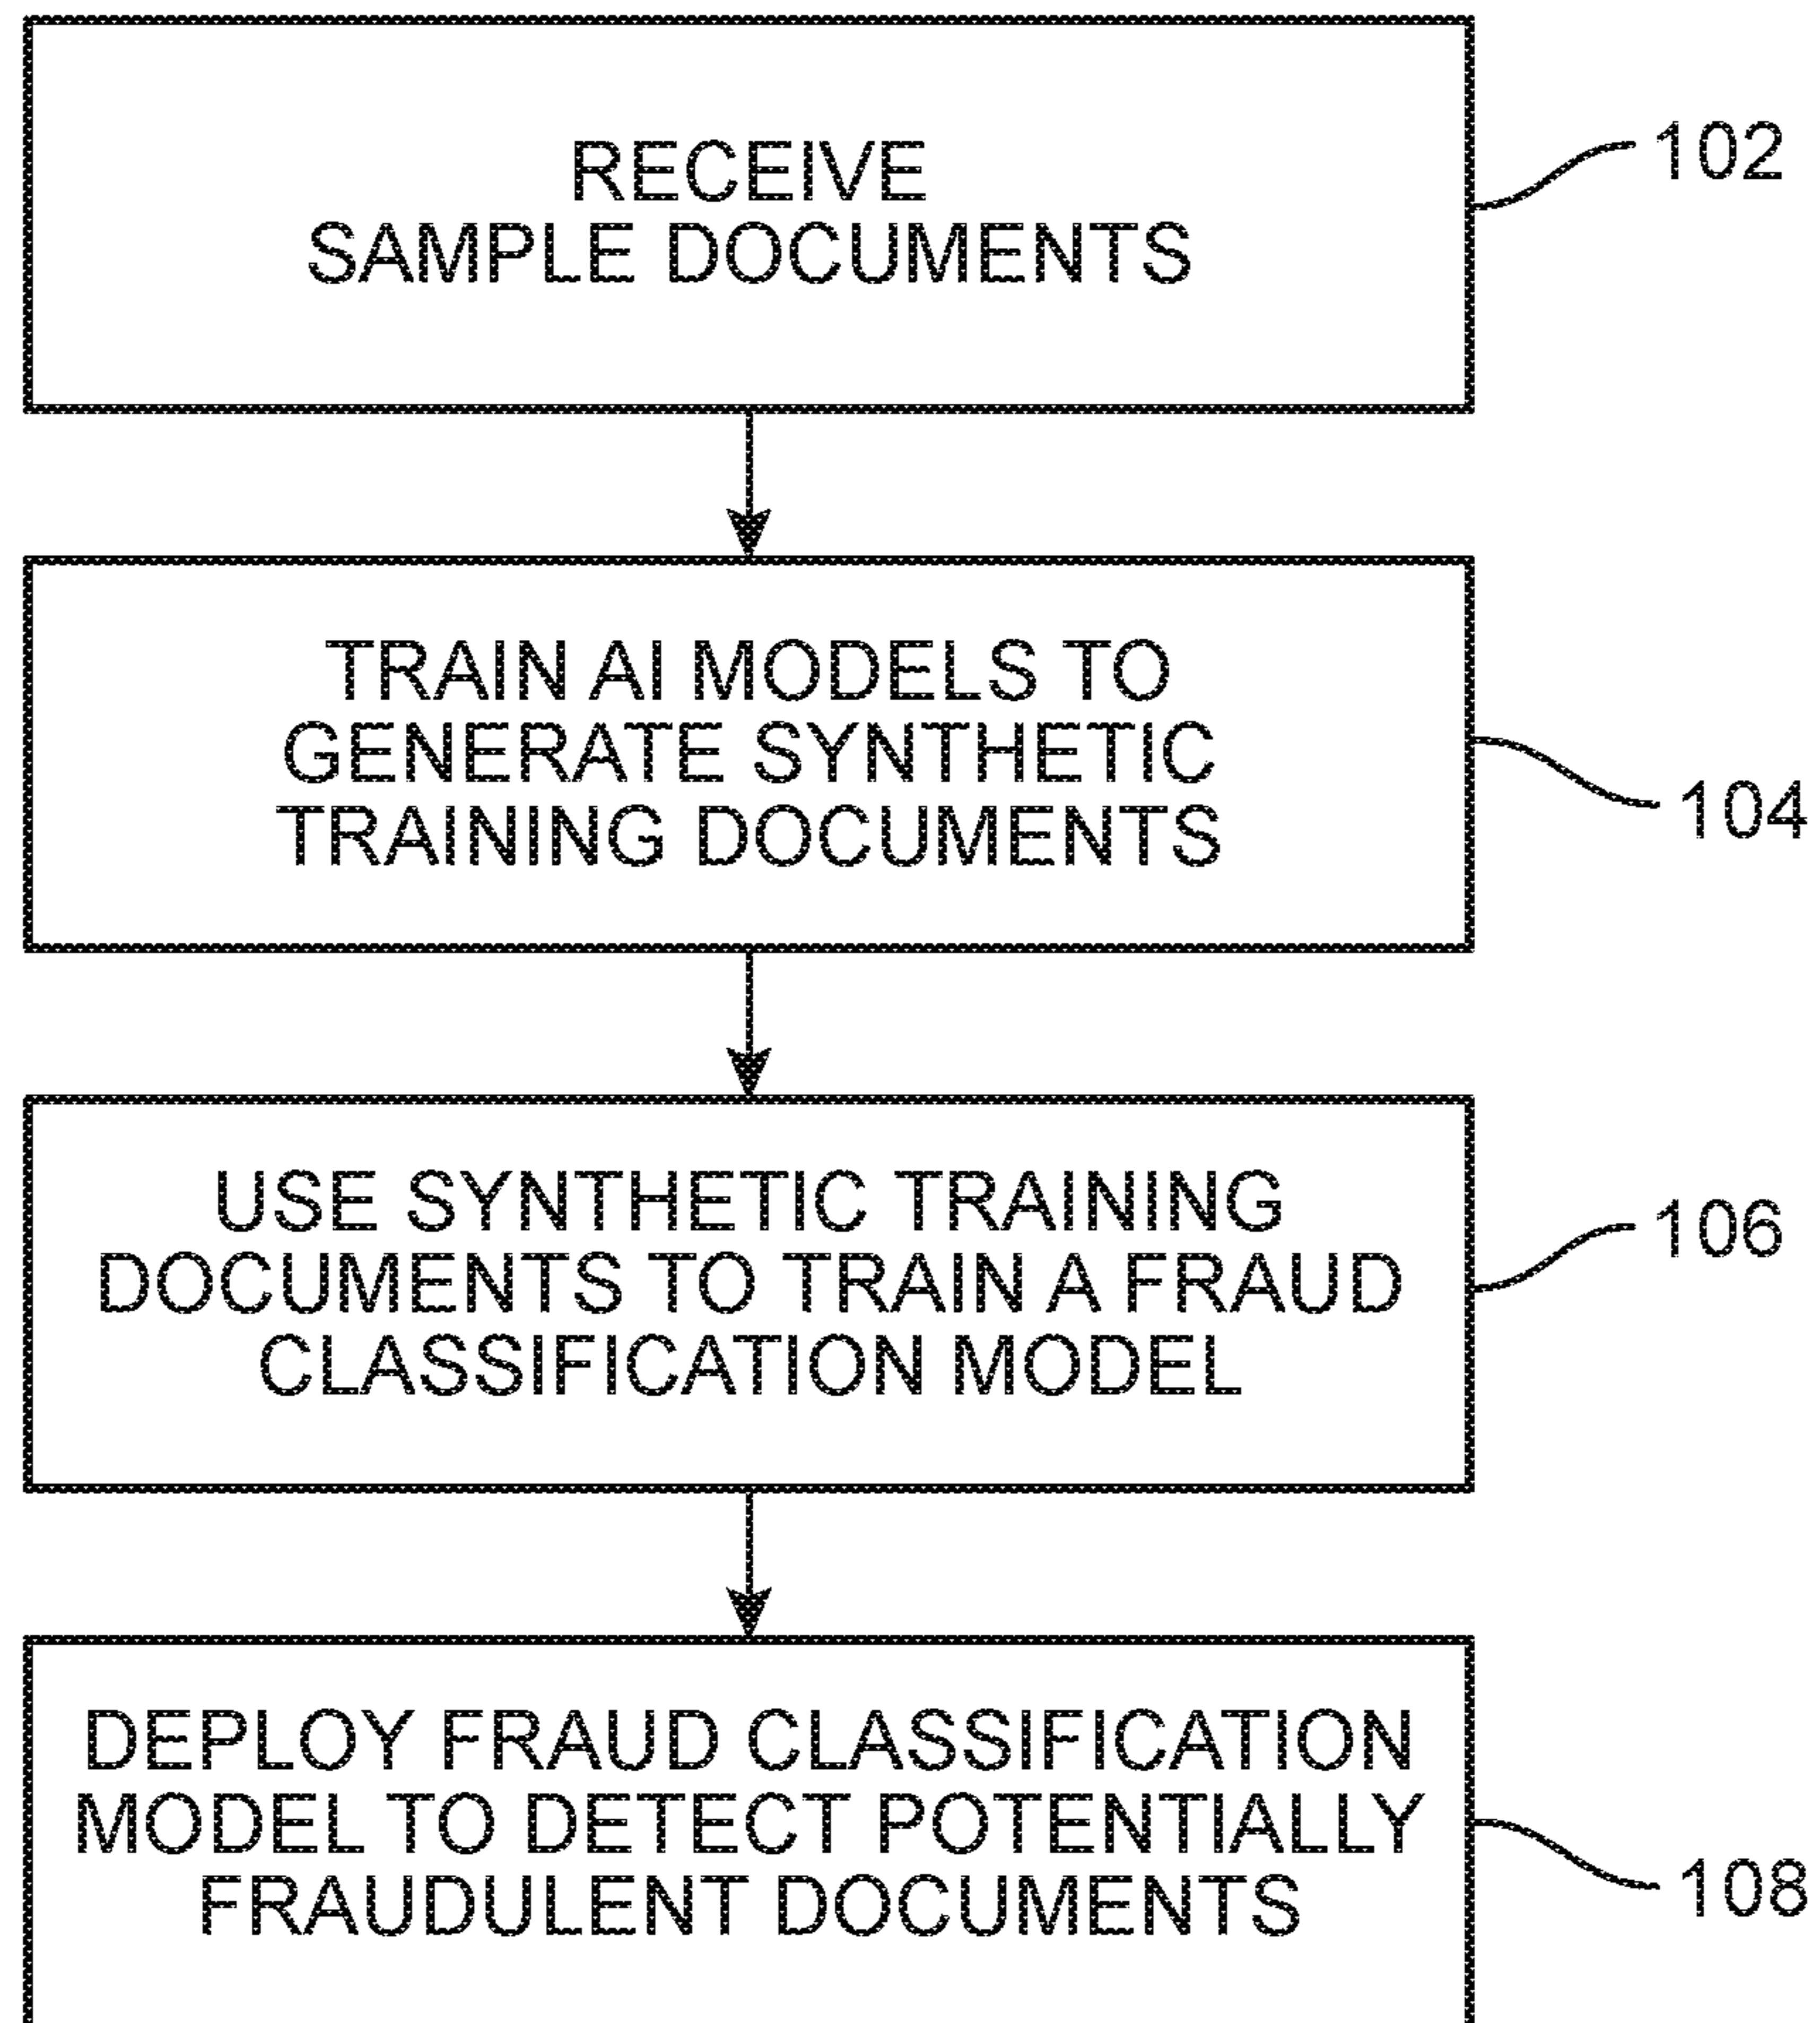 RECEIVE
SAMPLE DOCUMENTS
102
TRAIN AI MODELS TO
GENERATE SYNTHETIC
TRAINING DOCUMENTS
104
USE SYNTHETIC TRAINING
DOCUMENTS TO TRAIN A FRAUD
CLASSIFICATION MODEL
106
DEPLOY FRAUD CLASSIFICATION
MODEL TO DETECT POTENTIALLY
FRAUDULENT DOCUMENTS
108